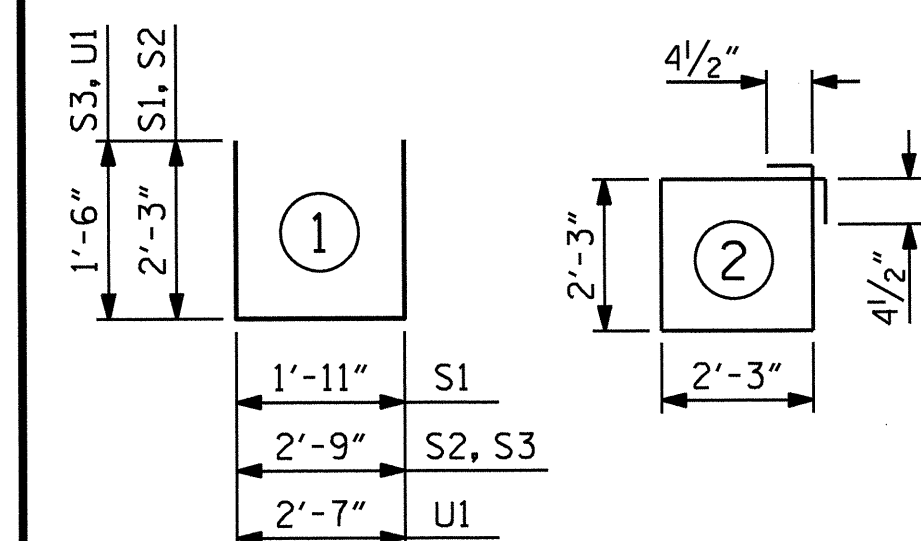 S3, U1
S1, S2
1'-6"
2'-3"
1
1'-11" S1
2'-9" S2, S3
2'-7" U1
4½"
2'-3"
2
4½"
2'-3"